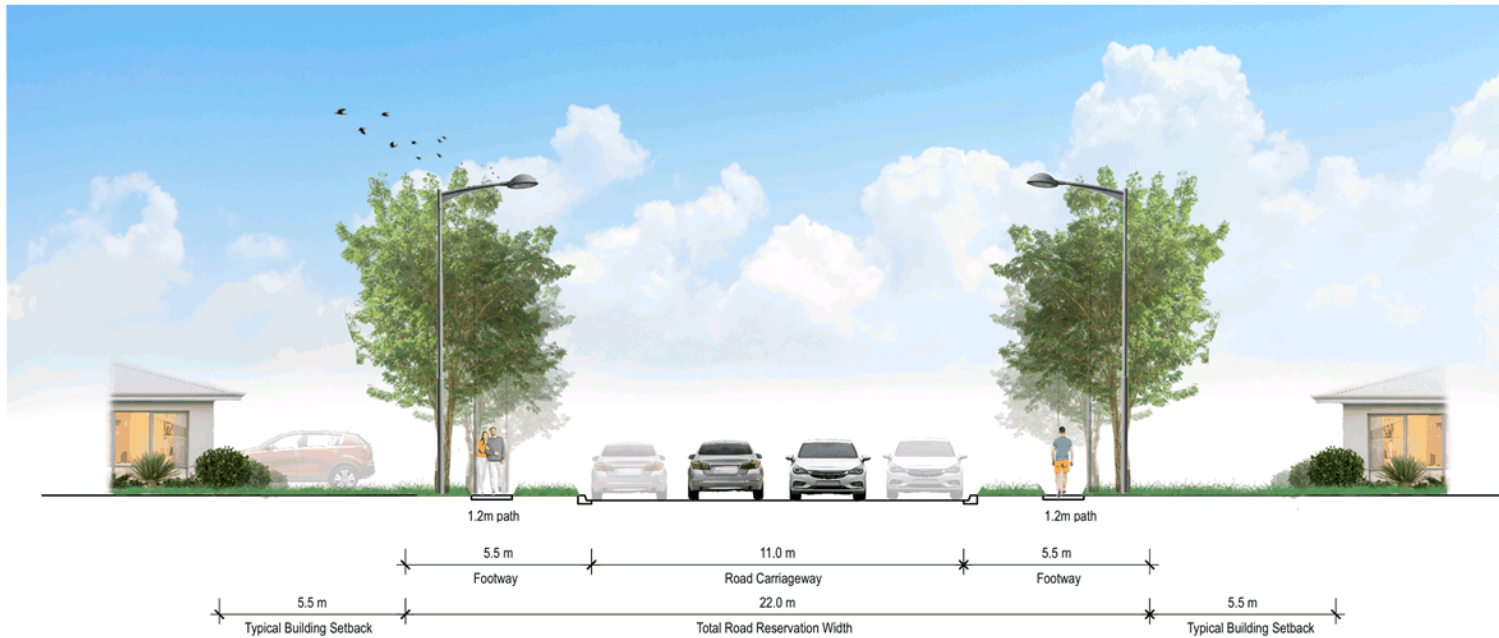 1.2m path
1.2m path
5.5 m
11.0 m
5.5 m
Footway
Road Carriageway
Footway
5.5 m
22.0 m
5.5 m
Typical Building Setback
Total Road Reservation Width
Typical Building Setback